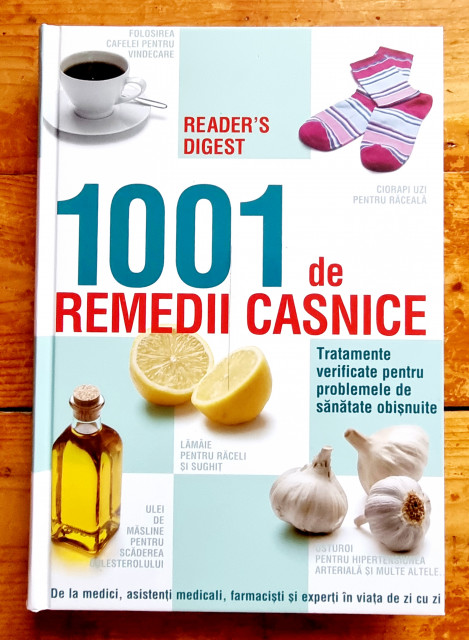 FOLOSIREA
CAFELEI PENTRU
VINDECARE
READER'S
DIGEST
CIORAPI UZI
PENTRU RĂCEALĂ
1001 de
REMEDII CASNICE
Tratamente
verificate pentru
problemele de
sănătate obișnuite
LĂMÂIE
PENTRU RĂCELI
ȘI SUGHIȚ
ULEI
DE
MĂSLINE
PENTRU
SCĂDEREA
COLESTEROLULUI
USTUROI
PENTRU HIPERTENSIUNEA
ARTERIALĂ ȘI MULTE ALTELE.
De la medici, asistenți medicali, farmaciști și experți în viața de zi cu zi